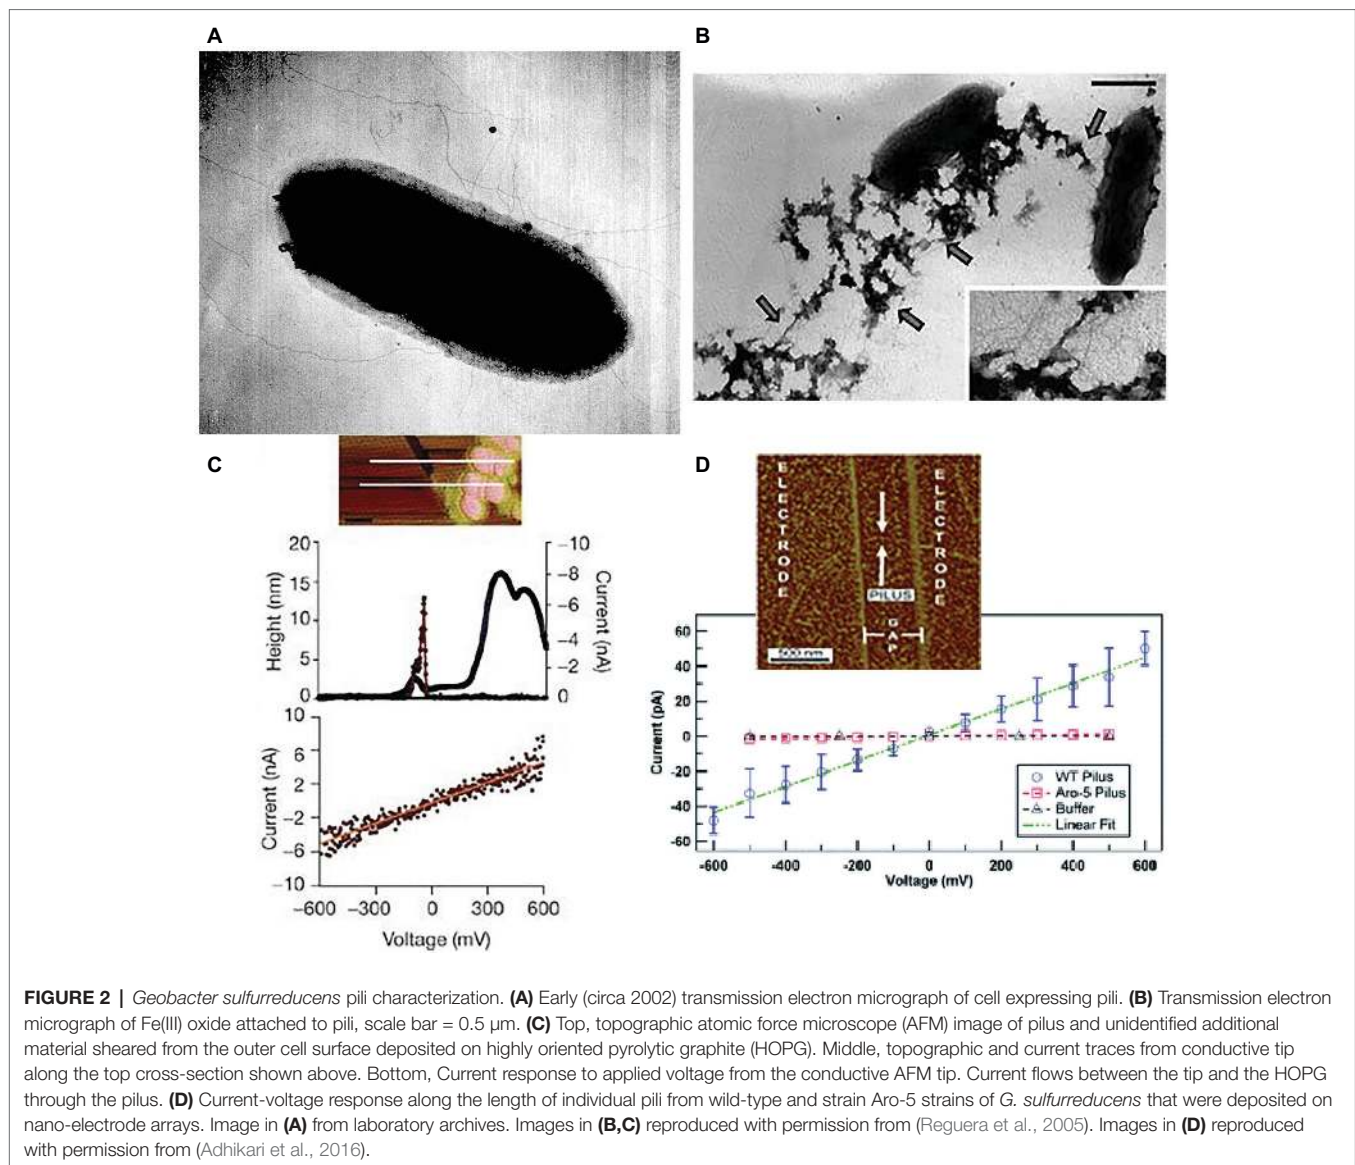 A
B
C
D
E
L
E
C
T
R
O
D
E
E
L
E
C
T
R
O
D
E
PILUS
G
A
P
500 nm
20
15
10
5
0
Height (nm)
−10
−8
−6
−4
−2
0
Current (nA)
10
6
2
−2
−6
−10
Current (nA)
−600 −300 0 300 600
Voltage (mV)
60
40
20
0
-20
-40
-60
Current (pA)
WT Pilus
Aro-5 Pilus
Buffer
Linear Fit
-600 -400 -200 0 200 400 600
Voltage (mV)
FIGURE 2 | Geobacter sulfurreducens pili characterization. (A) Early (circa 2002) transmission electron micrograph of cell expressing pili. (B) Transmission electron
micrograph of Fe(III) oxide attached to pili, scale bar = 0.5 μm. (C) Top, topographic atomic force microscope (AFM) image of pilus and unidentified additional
material sheared from the outer cell surface deposited on highly oriented pyrolytic graphite (HOPG). Middle, topographic and current traces from conductive tip
along the top cross-section shown above. Bottom, Current response to applied voltage from the conductive AFM tip. Current flows between the tip and the HOPG
through the pilus. (D) Current-voltage response along the length of individual pili from wild-type and strain Aro-5 strains of G. sulfurreducens that were deposited on
nano-electrode arrays. Image in (A) from laboratory archives. Images in (B,C) reproduced with permission from (Reguera et al., 2005). Images in (D) reproduced
with permission from (Adhikari et al., 2016).